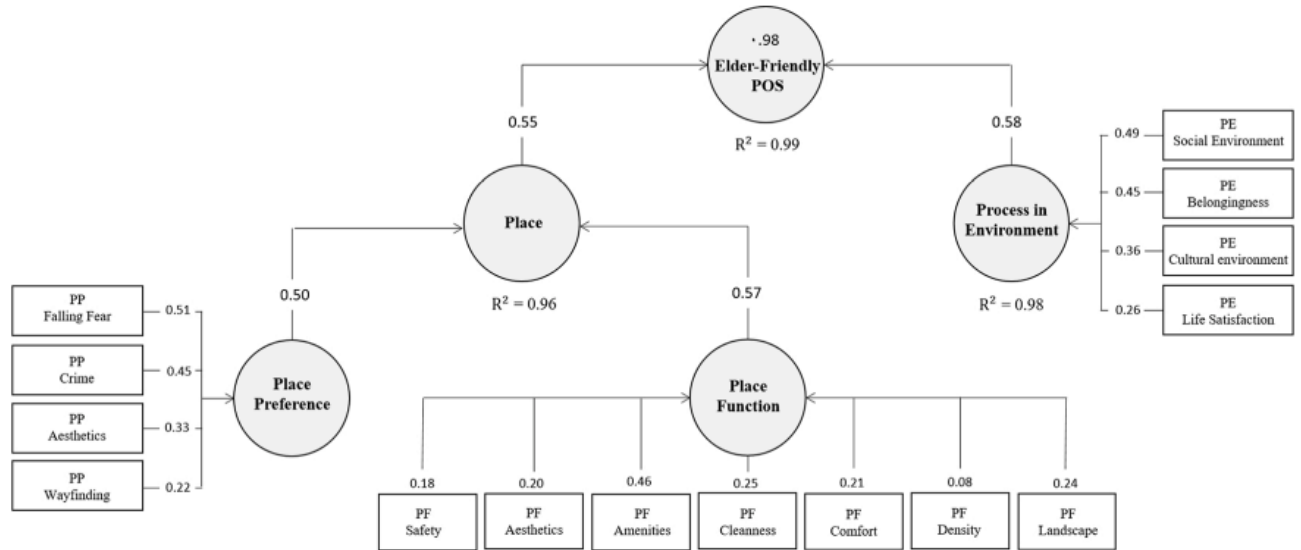 · .98
Elder-Friendly
POS
0.55
0.58
R² = 0.99
0.49
PE
Social Environment
0.45
PE
Belongingness
Place
Process in
Environment
0.36
PE
Cultural environment
0.50
R² = 0.96
0.57
R² = 0.98
0.26
PE
Life Satisfaction
PP
Falling Fear
0.51
PP
Crime
0.45
Place
Preference
Place
Function
PP
Aesthetics
0.33
PP
Wayfinding
0.22
0.18
0.20
0.46
0.25
0.21
0.08
0.24
PF
Safety
PF
Aesthetics
PF
Amenities
PF
Cleanness
PF
Comfort
PF
Density
PF
Landscape